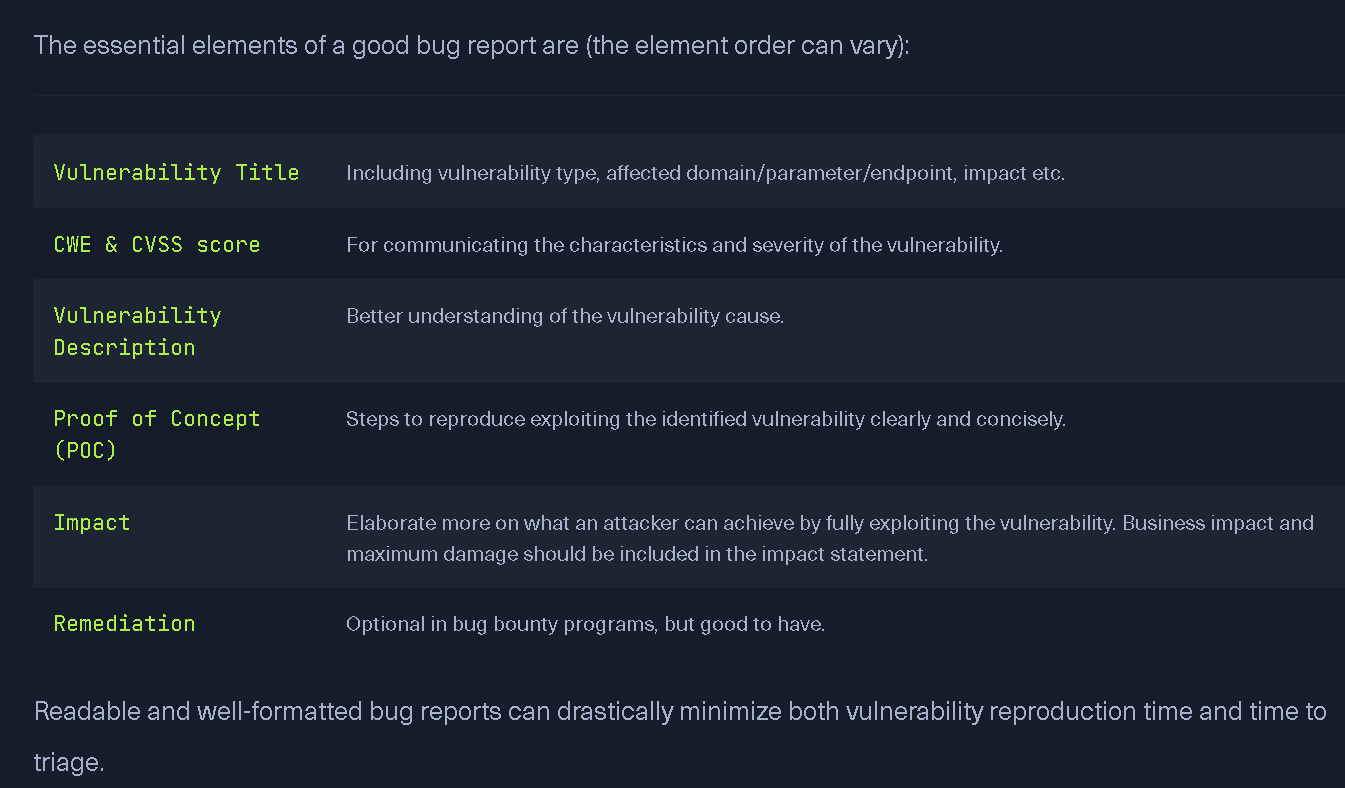 The essential elements of a good bug report are (the element order can vary):
Vulnerability Title Including vulnerability type, affected domain/parameter/endpoint, impact etc.
CWE & CVSS score For communicating the characteristics and severity of the vulnerability.
Vulnerability Better understanding of the vulnerability cause.
Description
Proof of Concept Steps to reproduce exploiting the identified vulnerability clearly and concisely.
(POC)
Impact Elaborate more on what an attacker can achieve by fully exploiting the vulnerability. Business impact and
maximum damage should be included in the impact statement.
Remediation Optional in bug bounty programs, but good to have.
Readable and well-formatted bug reports can drastically minimize both vulnerability reproduction time and time to
triage.